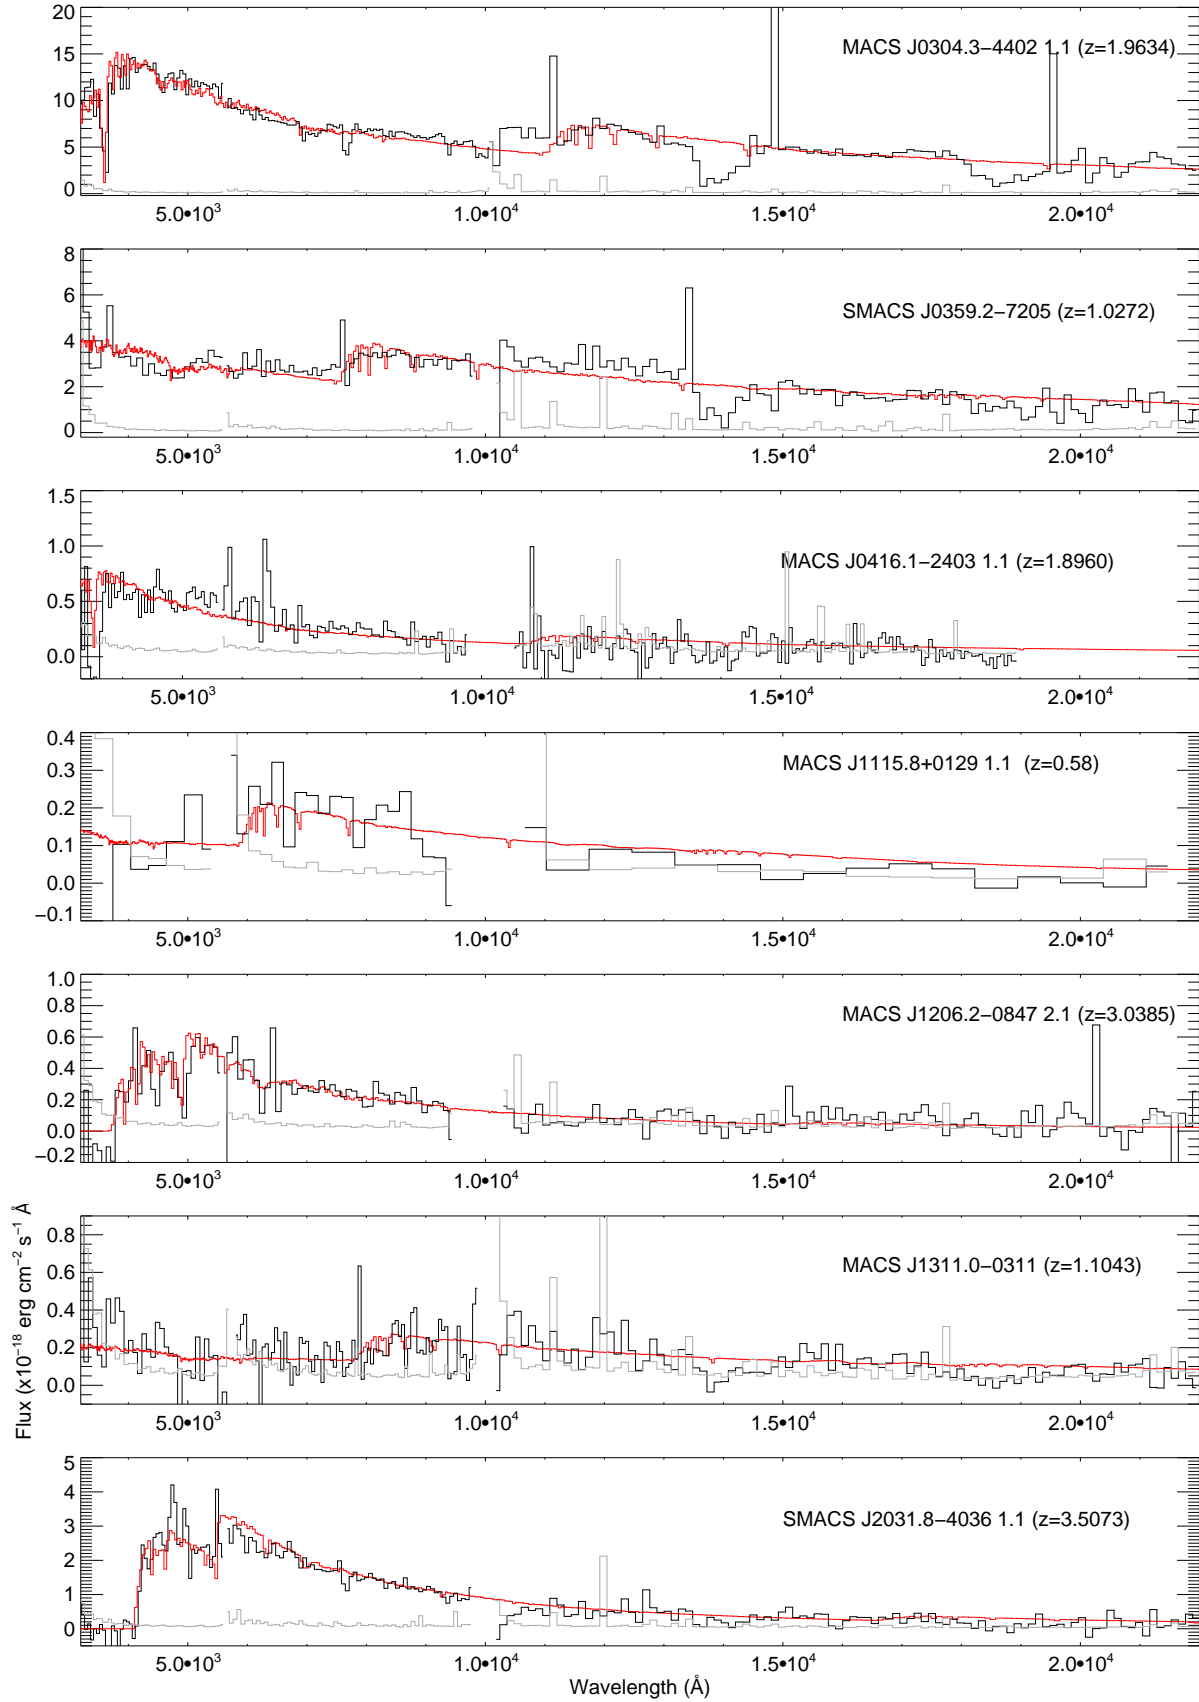 20
15
10
5
0
MACS J0304.3−4402 1.1 (z=1.9634)
5.0•10³ 1.0•10⁴ 1.5•10⁴ 2.0•10⁴
8
6
4
2
0
SMACS J0359.2−7205 (z=1.0272)
5.0•10³ 1.0•10⁴ 1.5•10⁴ 2.0•10⁴
1.5
1.0
0.5
0.0
MACS J0416.1−2403 1.1 (z=1.8960)
5.0•10³ 1.0•10⁴ 1.5•10⁴ 2.0•10⁴
0.4
0.3
0.2
0.1
0.0
−0.1
MACS J1115.8+0129 1.1 (z=0.58)
5.0•10³ 1.0•10⁴ 1.5•10⁴ 2.0•10⁴
1.0
0.8
0.6
0.4
0.2
0.0
−0.2
MACS J1206.2−0847 2.1 (z=3.0385)
5.0•10³ 1.0•10⁴ 1.5•10⁴ 2.0•10⁴
0.8
0.6
0.4
0.2
0.0
MACS J1311.0−0311 (z=1.1043)
5.0•10³ 1.0•10⁴ 1.5•10⁴ 2.0•10⁴
5
4
3
2
1
0
SMACS J2031.8−4036 1.1 (z=3.5073)
5.0•10³ 1.0•10⁴ 1.5•10⁴ 2.0•10⁴
Wavelength (Å)
Flux (x10⁻¹⁸ erg cm⁻² s⁻¹ Å